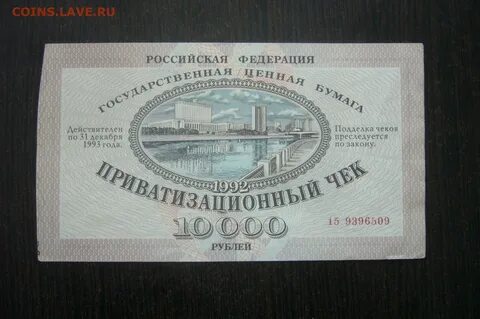 COINS.LAVE.RU
РОССИЙСКАЯ ФЕДЕРАЦИЯ
ГОСУДАРСТВЕННАЯ ЦЕННАЯ БУМАГА
Действителен
по 31 декабря
1993 года.
Подделка чеков
преследуется
по закону.
1992
ПРИВАТИЗАЦИОННЫЙ ЧЕК
10000
РУБЛЕЙ
15 9396509